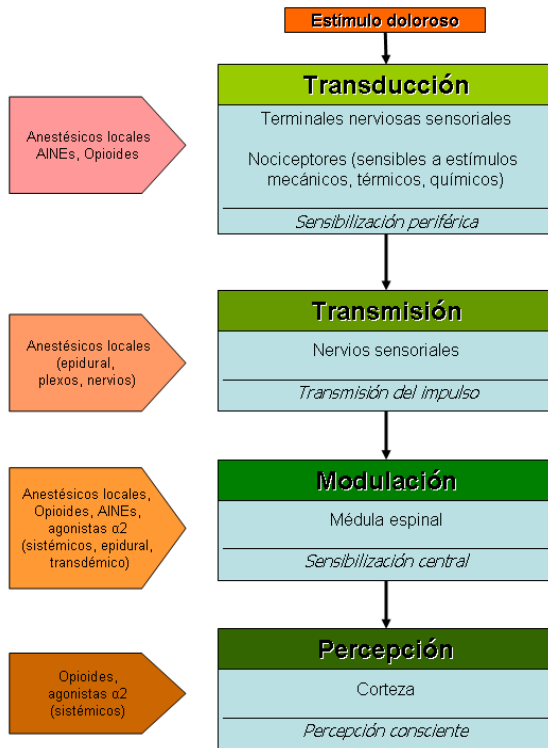 Estímulo doloroso
Transducción
Terminales nerviosas sensoriales
Nociceptores (sensibles a estímulos
mecánicos, térmicos, químicos)
Sensibilización periférica
Anestésicos locales
AINEs, Opioides
Transmisión
Nervios sensoriales
Transmisión del impulso
Anestésicos locales
(epidural,
plexos, nervios)
Modulación
Médula espinal
Sensibilización central
Anestésicos locales,
Opioides, AINEs,
agonistas α2
(sistémicos, epidural,
transdémico)
Percepción
Corteza
Percepción consciente
Opioides,
agonistas α2
(sistémicos)